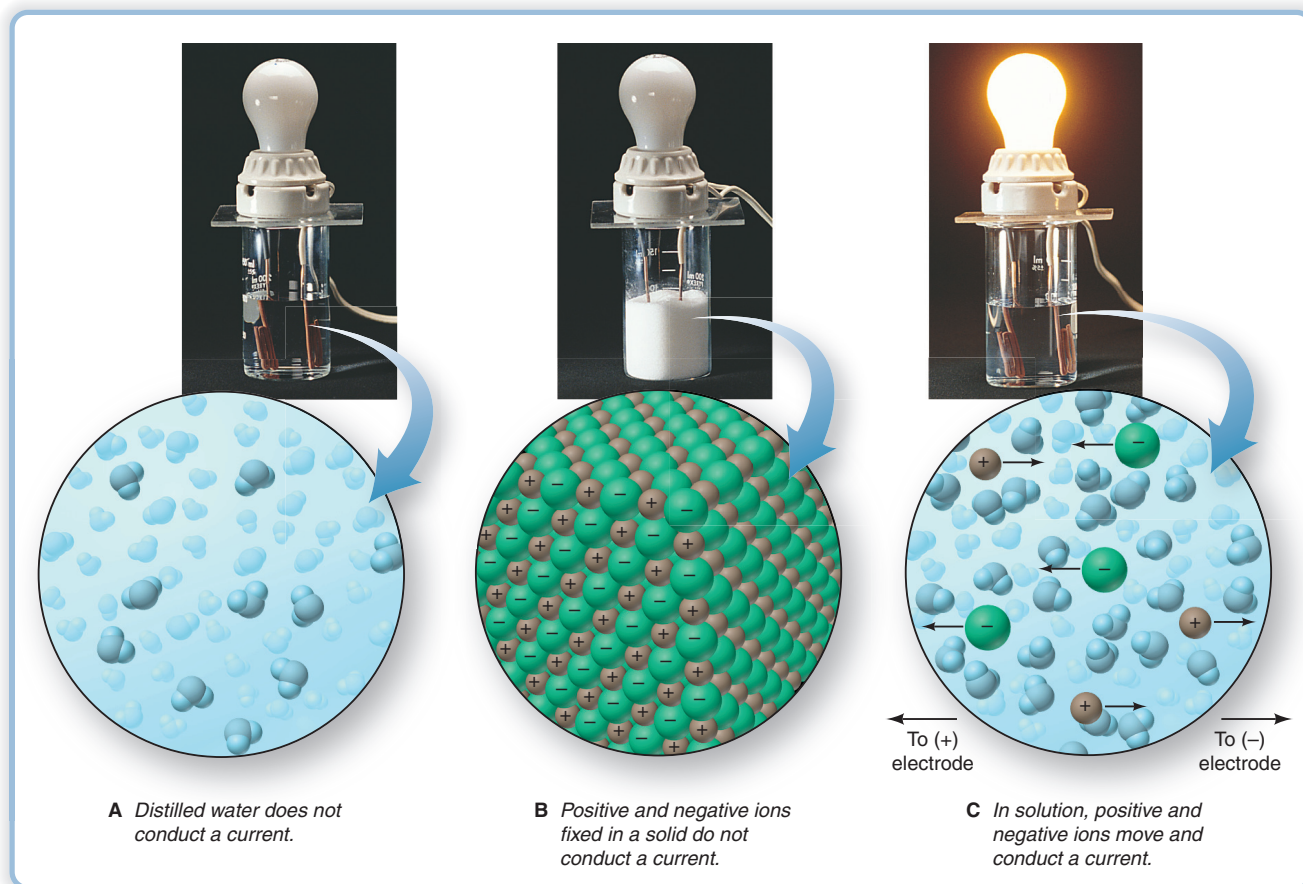 To (+)
electrode
To (–)
electrode
A Distilled water does not
conduct a current.
B Positive and negative ions
fixed in a solid do not
conduct a current.
C In solution, positive and
negative ions move and
conduct a current.